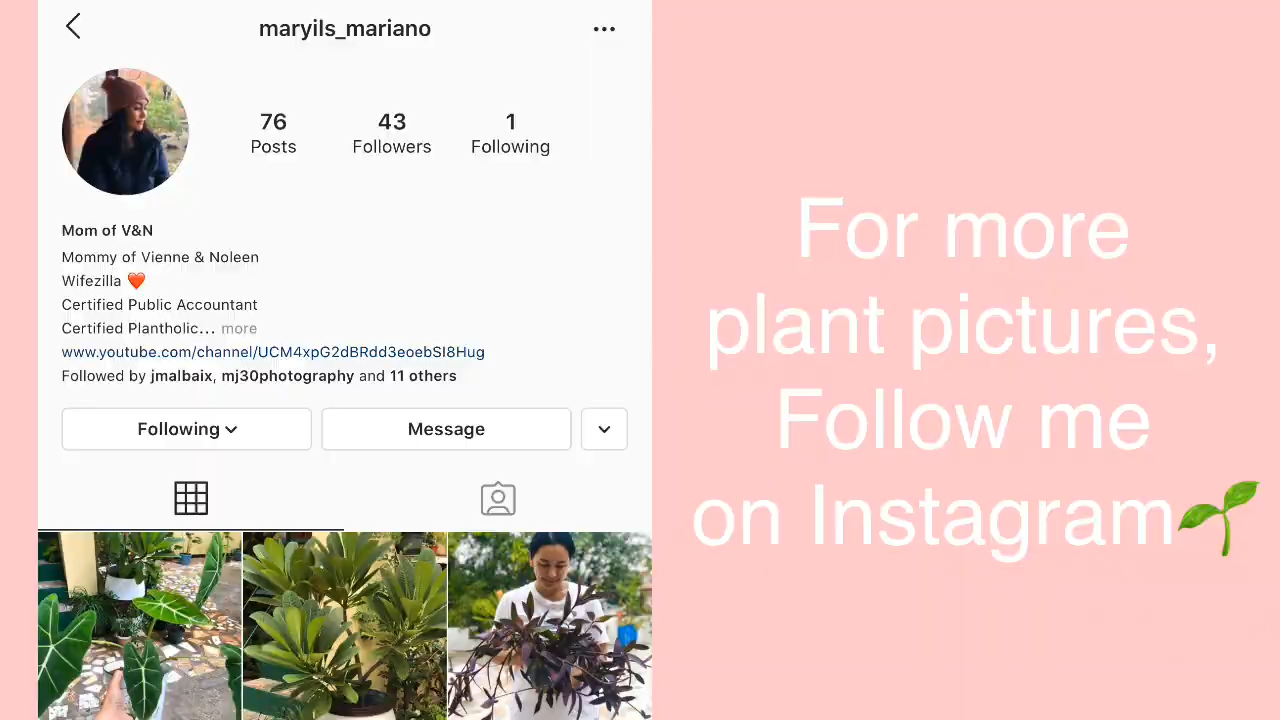 maryils_mariano
76
43
1
Posts
Followers
Following
Mom of V&N
Mommy of Vienne & Noleen
Wifezilla ❤️
Certified Public Accountant
Certified Plantholic... more
www.youtube.com/channel/UCM4xpG2dBRdd3eoebSI8Hug
Followed by jmalbaix, mj30photography and 11 others
Following
Message
For more
plant pictures,
Follow me
on Instagram🌱